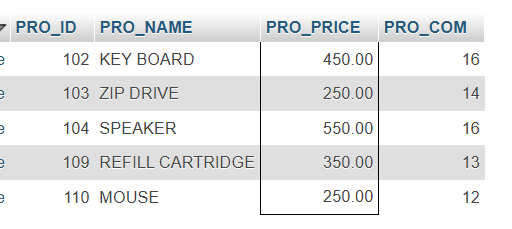 PRO_ID PRO_NAME PRO_PRICE PRO_COM
e 102 KEY BOARD 450.00 16
e 103 ZIP DRIVE 250.00 14
e 104 SPEAKER 550.00 16
e 109 REFILL CARTRIDGE 350.00 13
e 110 MOUSE 250.00 12